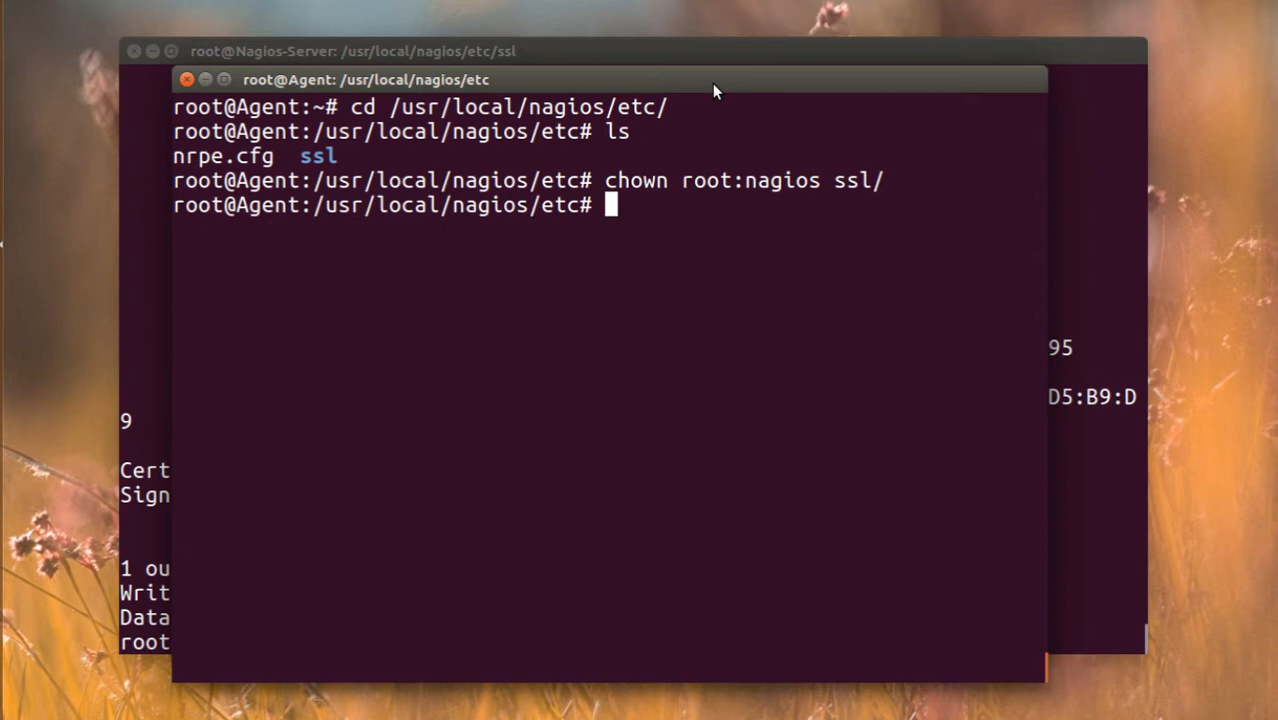 root@Nagios-Server: /usr/local/nagios/etc/ssl
root@Agent: /usr/local/nagios/etc
root@Agent:~# cd /usr/local/nagios/etc/
root@Agent:/usr/local/nagios/etc# ls
nrpe.cfg  ssl
root@Agent:/usr/local/nagios/etc# chown root:nagios ssl/
root@Agent:/usr/local/nagios/etc#
95
D5:B9:D
9
Cert
Sign
1 ou
Writ
Data
root